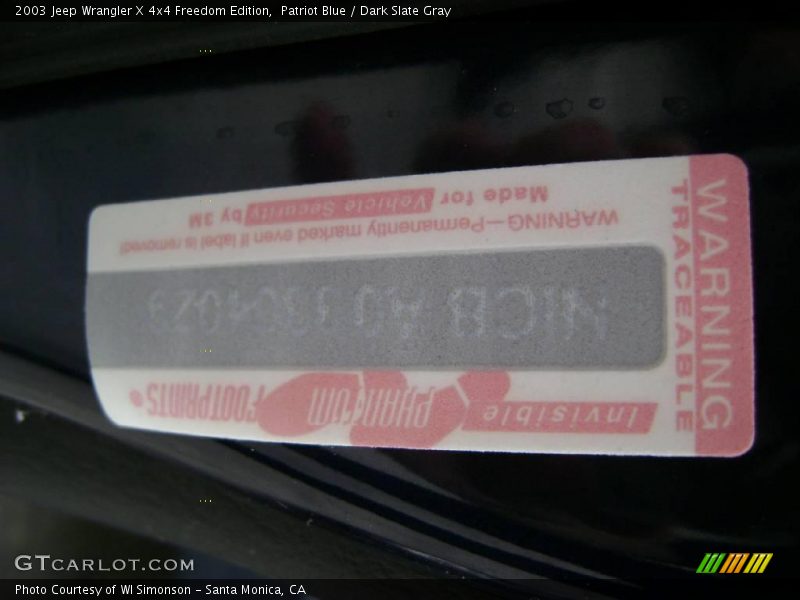 2003 Jeep Wrangler X 4x4 Freedom Edition,  Patriot Blue / Dark Slate Gray
WARNING
TRACEABLE
Invisible
PHANTOM
FOOTPRINTS®
NICB
WARNING—Permanently marked even if label is removed!
Made for Vehicle Security by 3M
GTCARLOT.COM
Photo Courtesy of WI Simonson - Santa Monica, CA